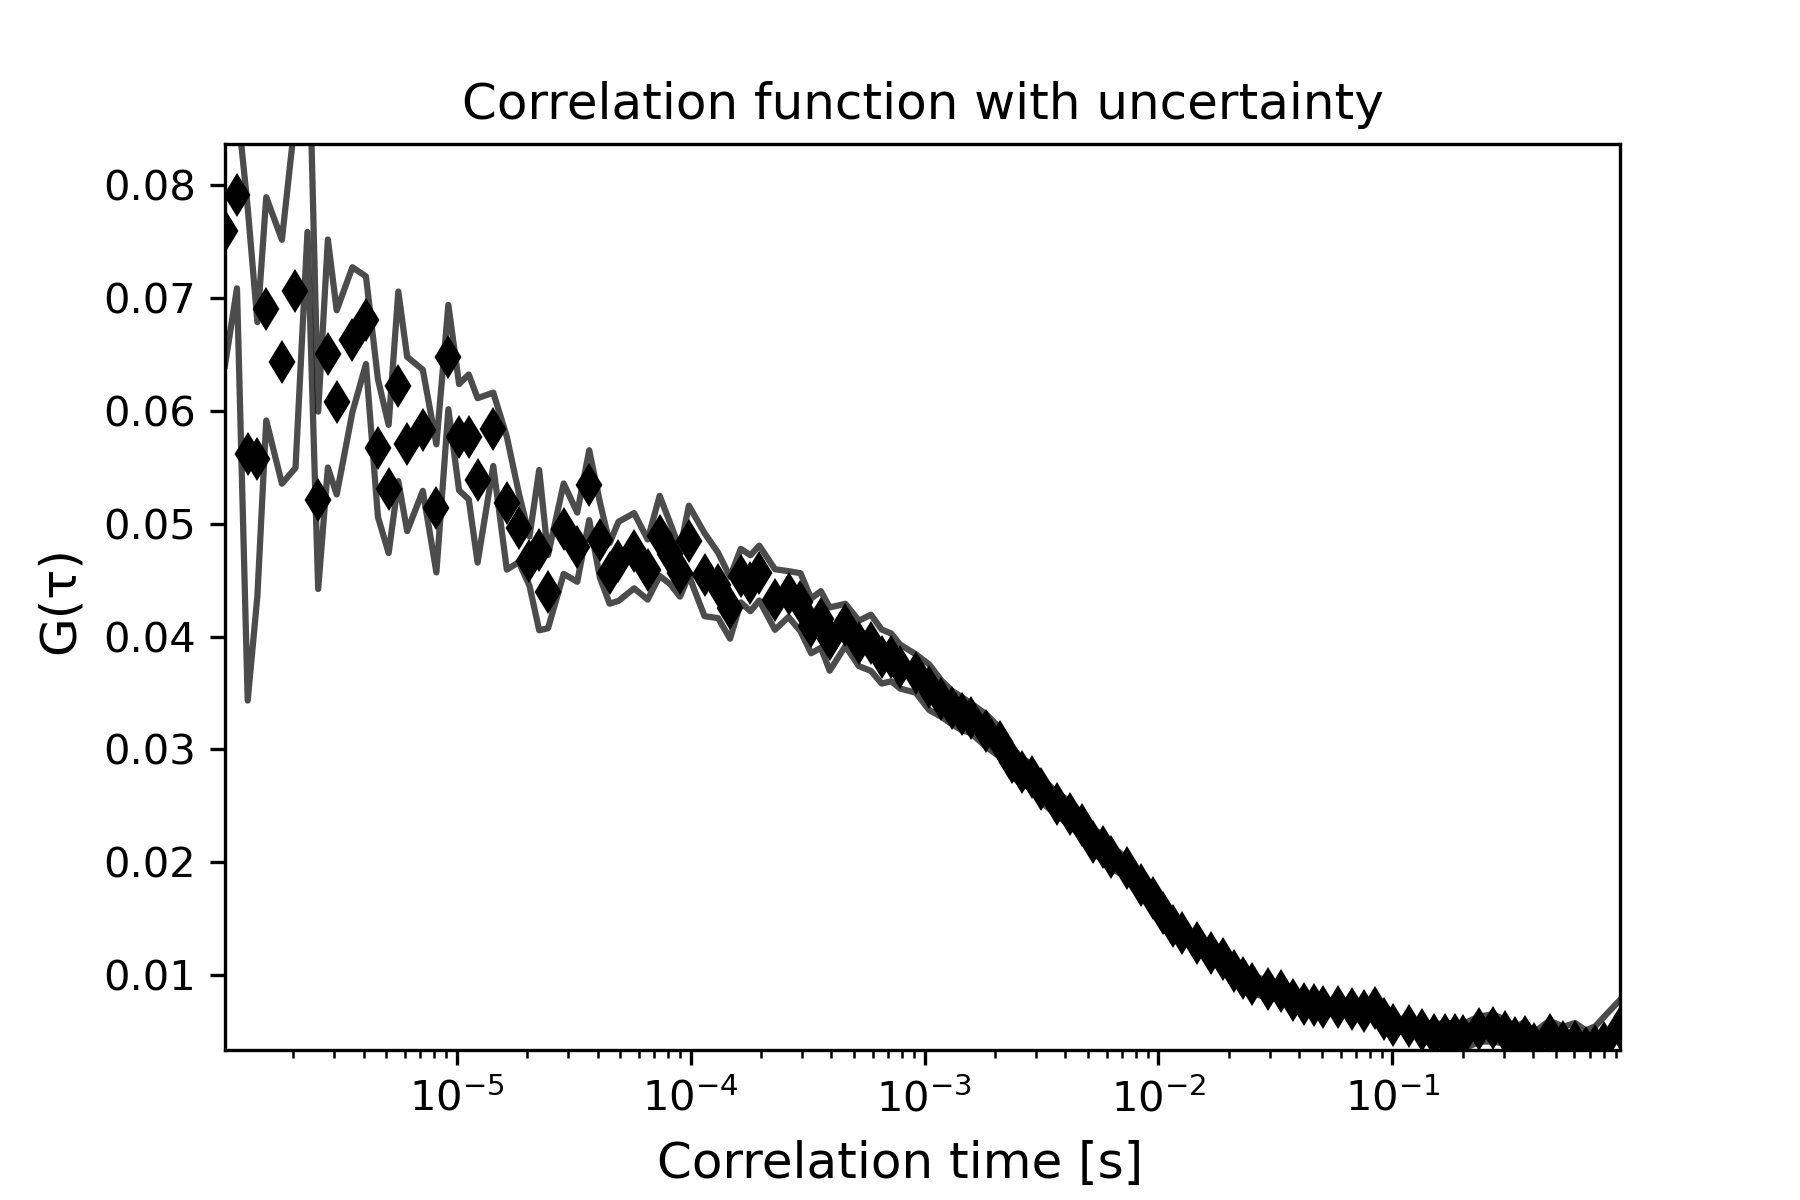 Correlation function with uncertainty
0.08
0.07
0.06
0.05
0.04
0.03
0.02
0.01
G(τ)
10⁻⁵ 10⁻⁴ 10⁻³ 10⁻² 10⁻¹
Correlation time [s]